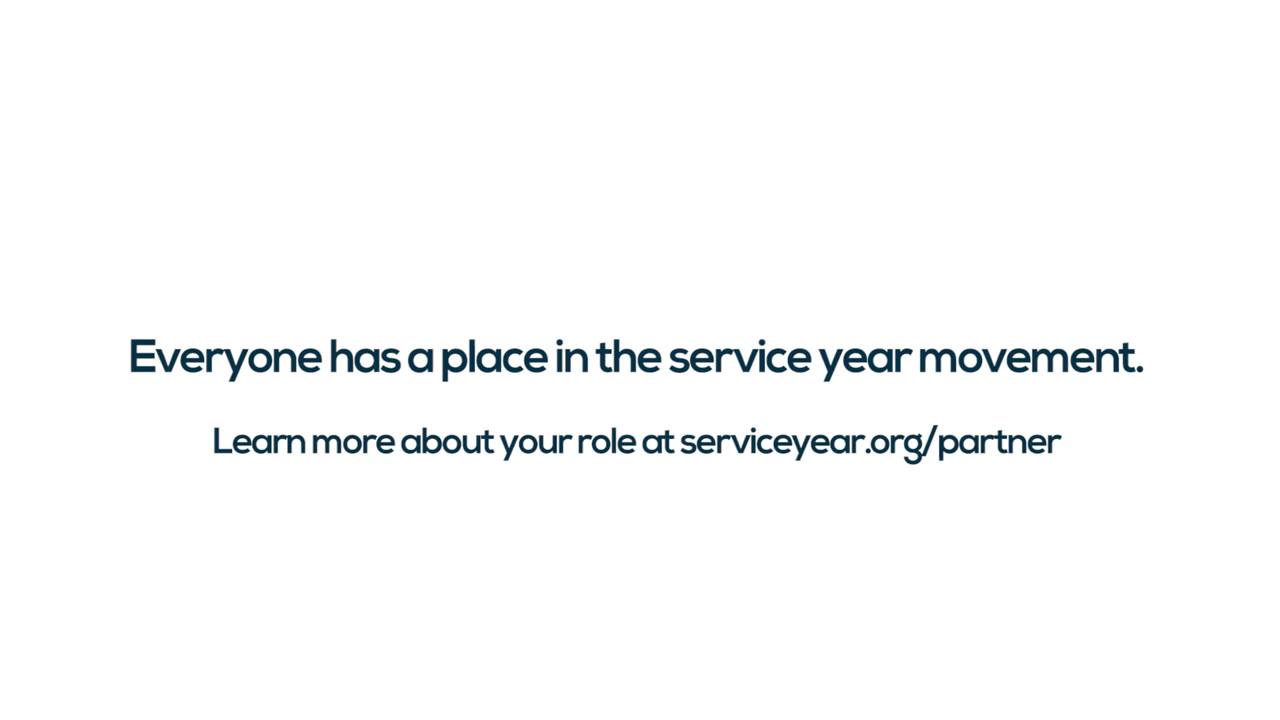 Everyone has a place in the service year movement.
Learn more about your role at serviceyear.org/partner